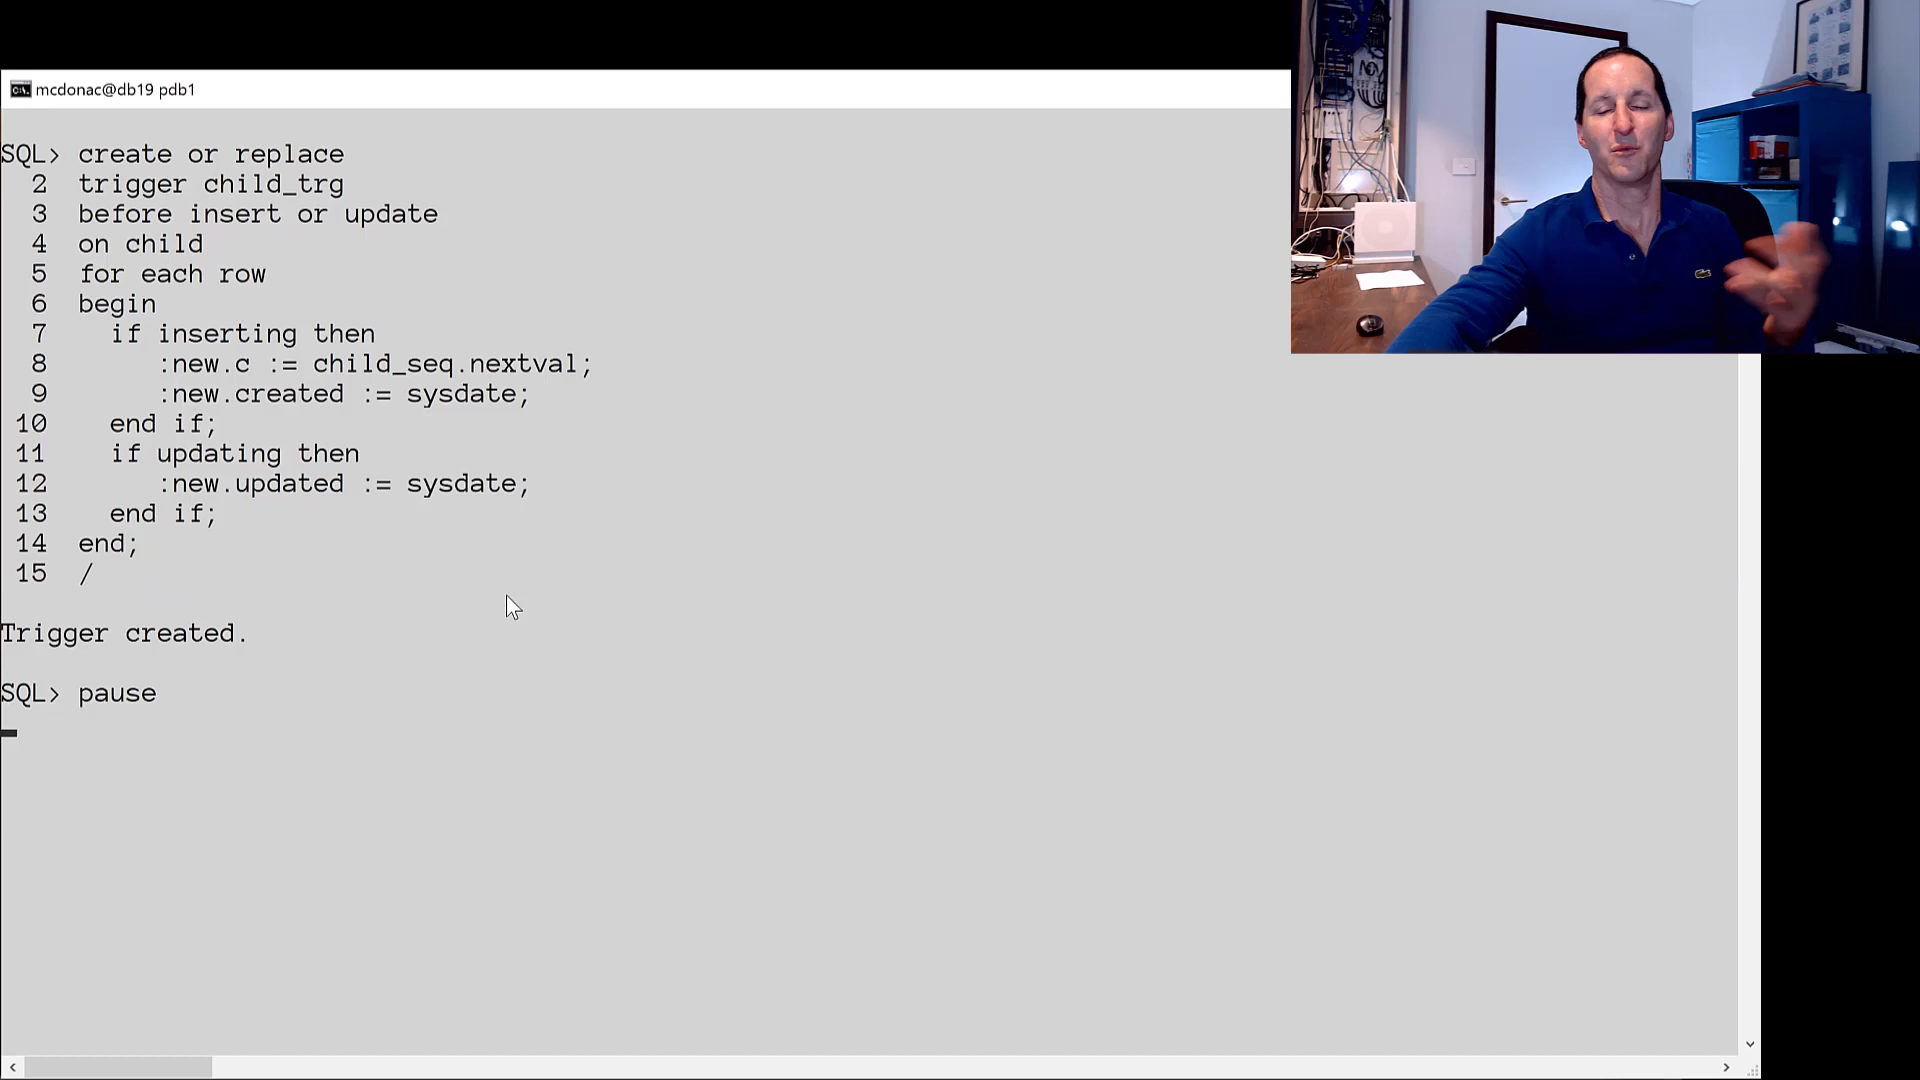 mcdonac@db19 pdb1
SQL> create or replace
2 trigger child_trg
3 before insert or update
4 on child
5 for each row
6 begin
7 if inserting then
8 :new.c := child_seq.nextval;
9 :new.created := sysdate;
10 end if;
11 if updating then
12 :new.updated := sysdate;
13 end if;
14 end;
15 /
Trigger created.
SQL> pause